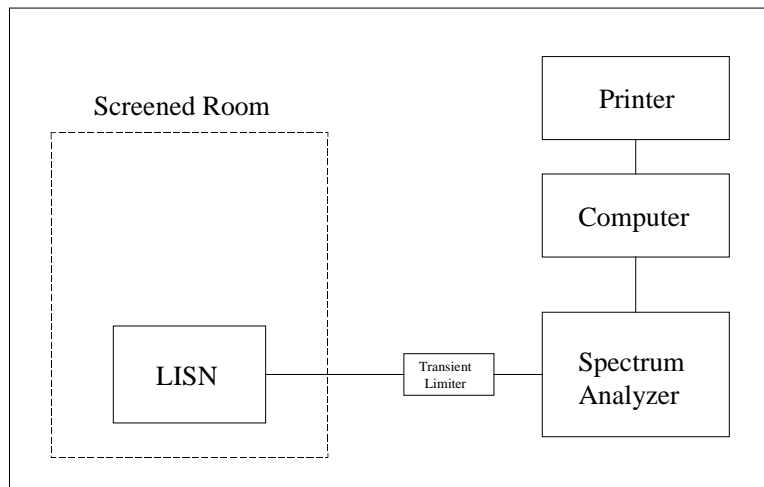 Printer
Screened Room
Computer
LISN
Transient
Limiter
Spectrum
Analyzer